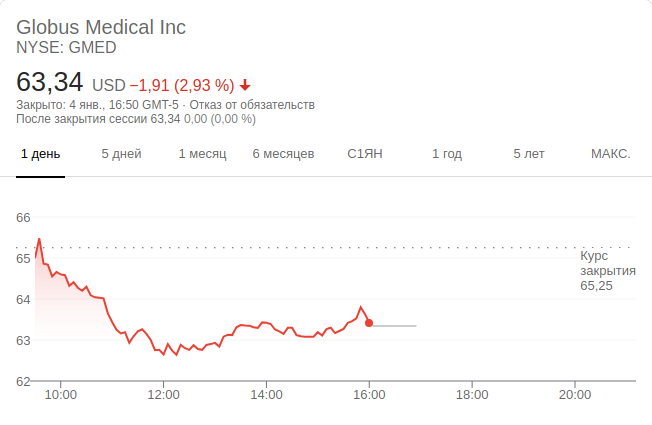 Globus Medical Inc
NYSE: GMED
63,34 USD −1,91 (2,93 %)
Закрыто: 4 янв., 16:50 GMT-5 · Отказ от обязательств
После закрытия сессии 63,34 0,00 (0,00 %)
1 день 5 дней 1 месяц 6 месяцев С1ЯН 1 год 5 лет МАКС.
66
65
64
63
62
Курс
закрытия
65,25
10:00 12:00 14:00 16:00 18:00 20:00